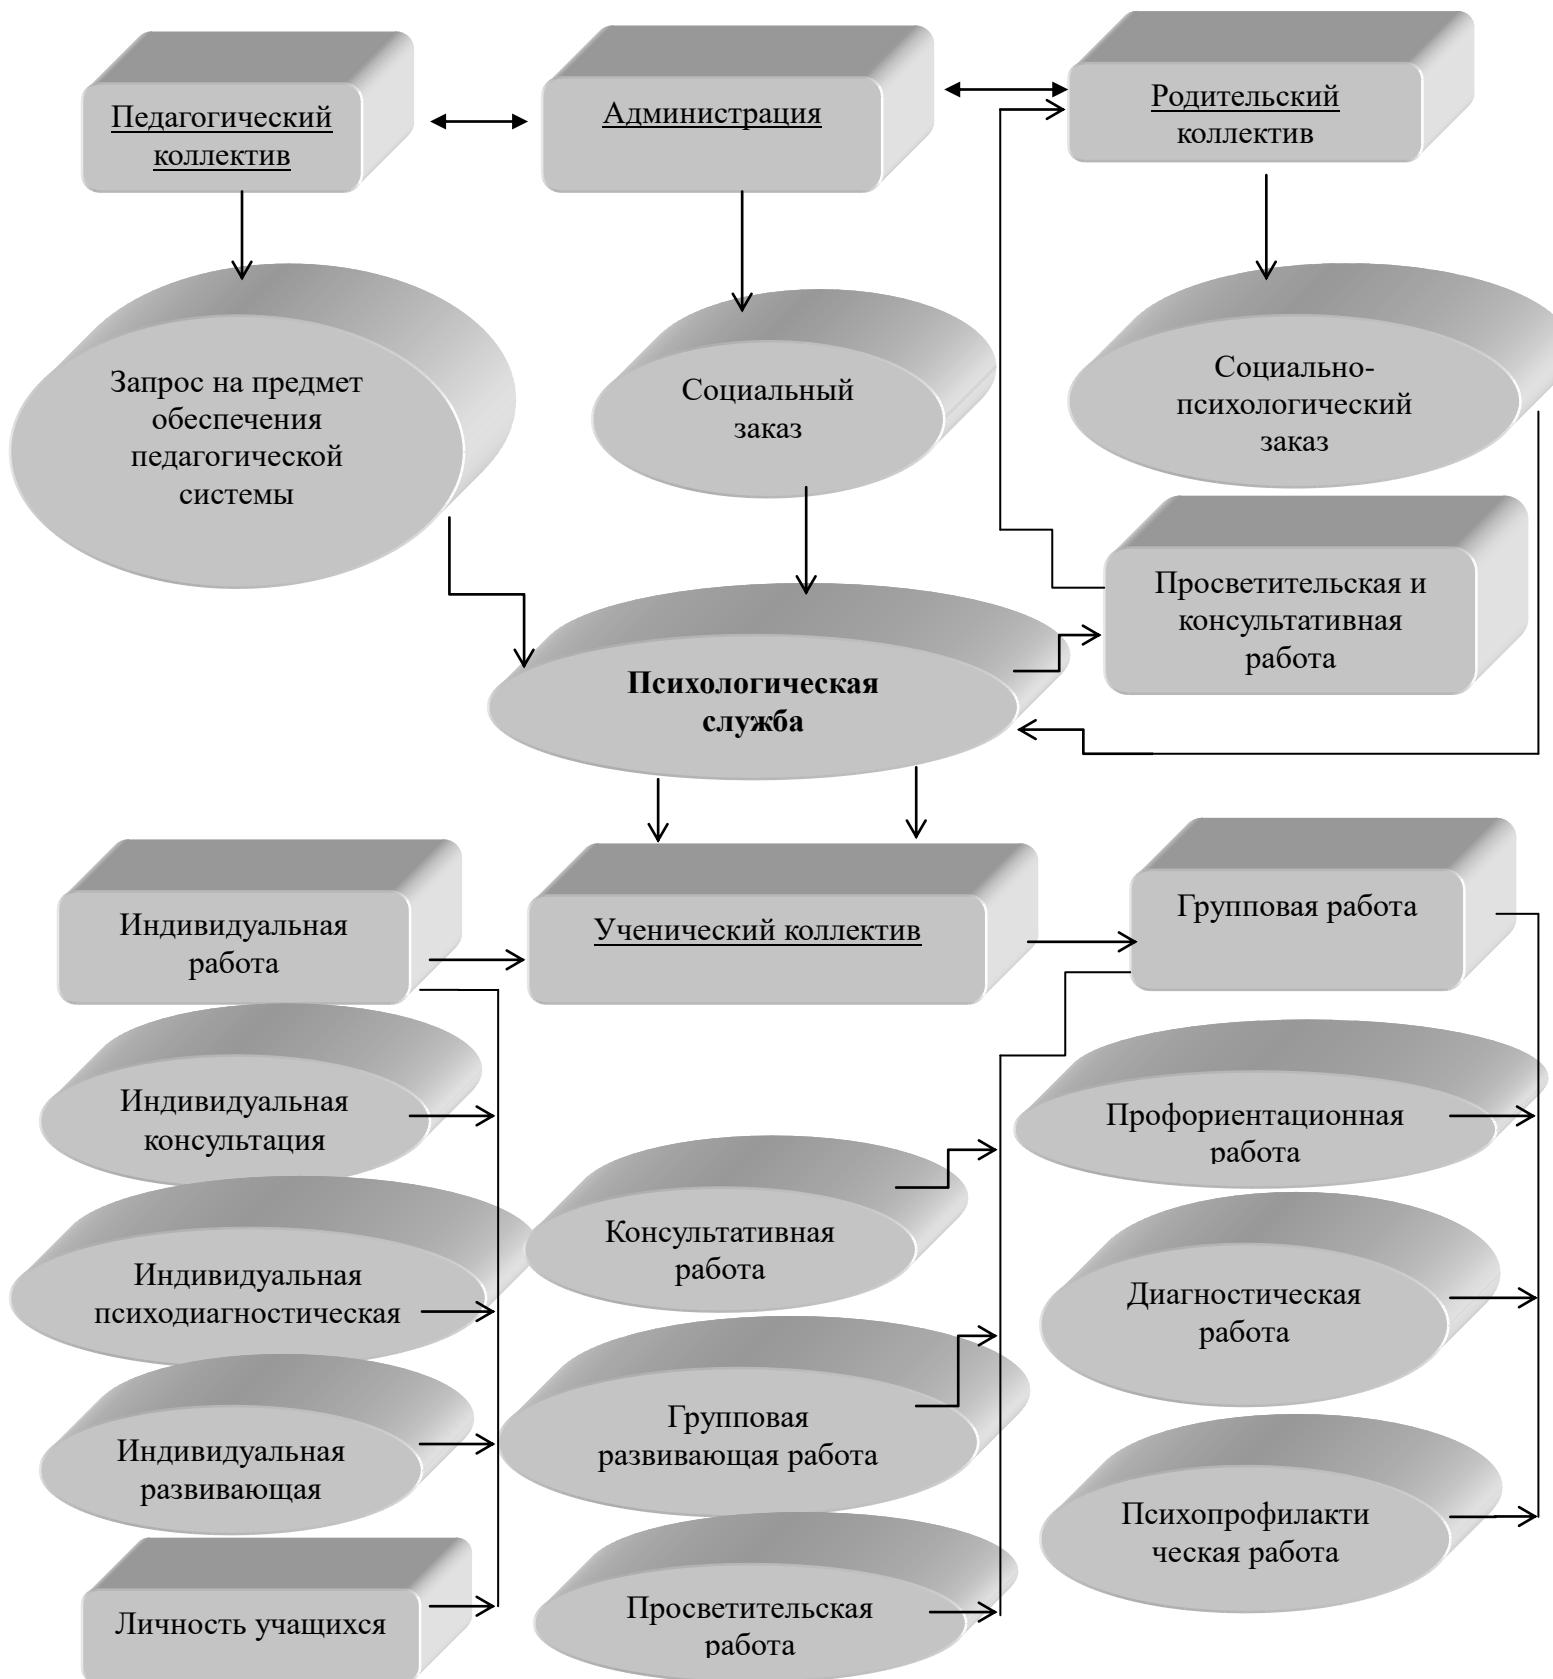 Педагогический
коллектив
Администрация
Родительский
коллектив
Запрос на предмет
обеспечения
педагогической
системы
Социальный
заказ
Социально-
психологический
заказ
Просветительская и
консультативная
работа
Психологическая
служба
Индивидуальная
работа
Ученический коллектив
Групповая работа
Индивидуальная
консультация
Профориентационная
работа
Консультативная
работа
Индивидуальная
психодиагностическая
Диагностическая
работа
Групповая
развивающая работа
Индивидуальная
развивающая
Психопрофилакти
ческая работа
Личность учащихся
Просветительская
работа